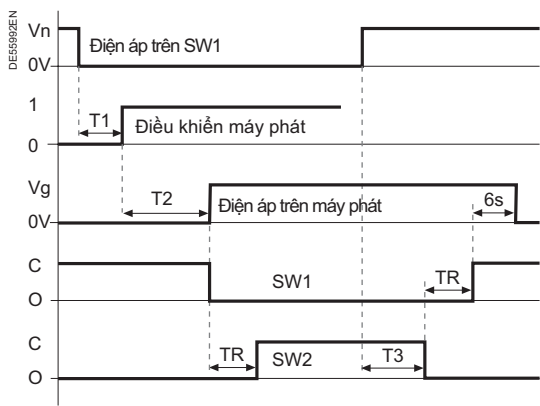 DE55992EN
Vn
Điện áp trên SW1
0V
1
T1
Điều khiển máy phát
0
Vg
T2
Điện áp trên máy phát
6s
0V
C
SW1
TR
O
C
TR
SW2
T3
O